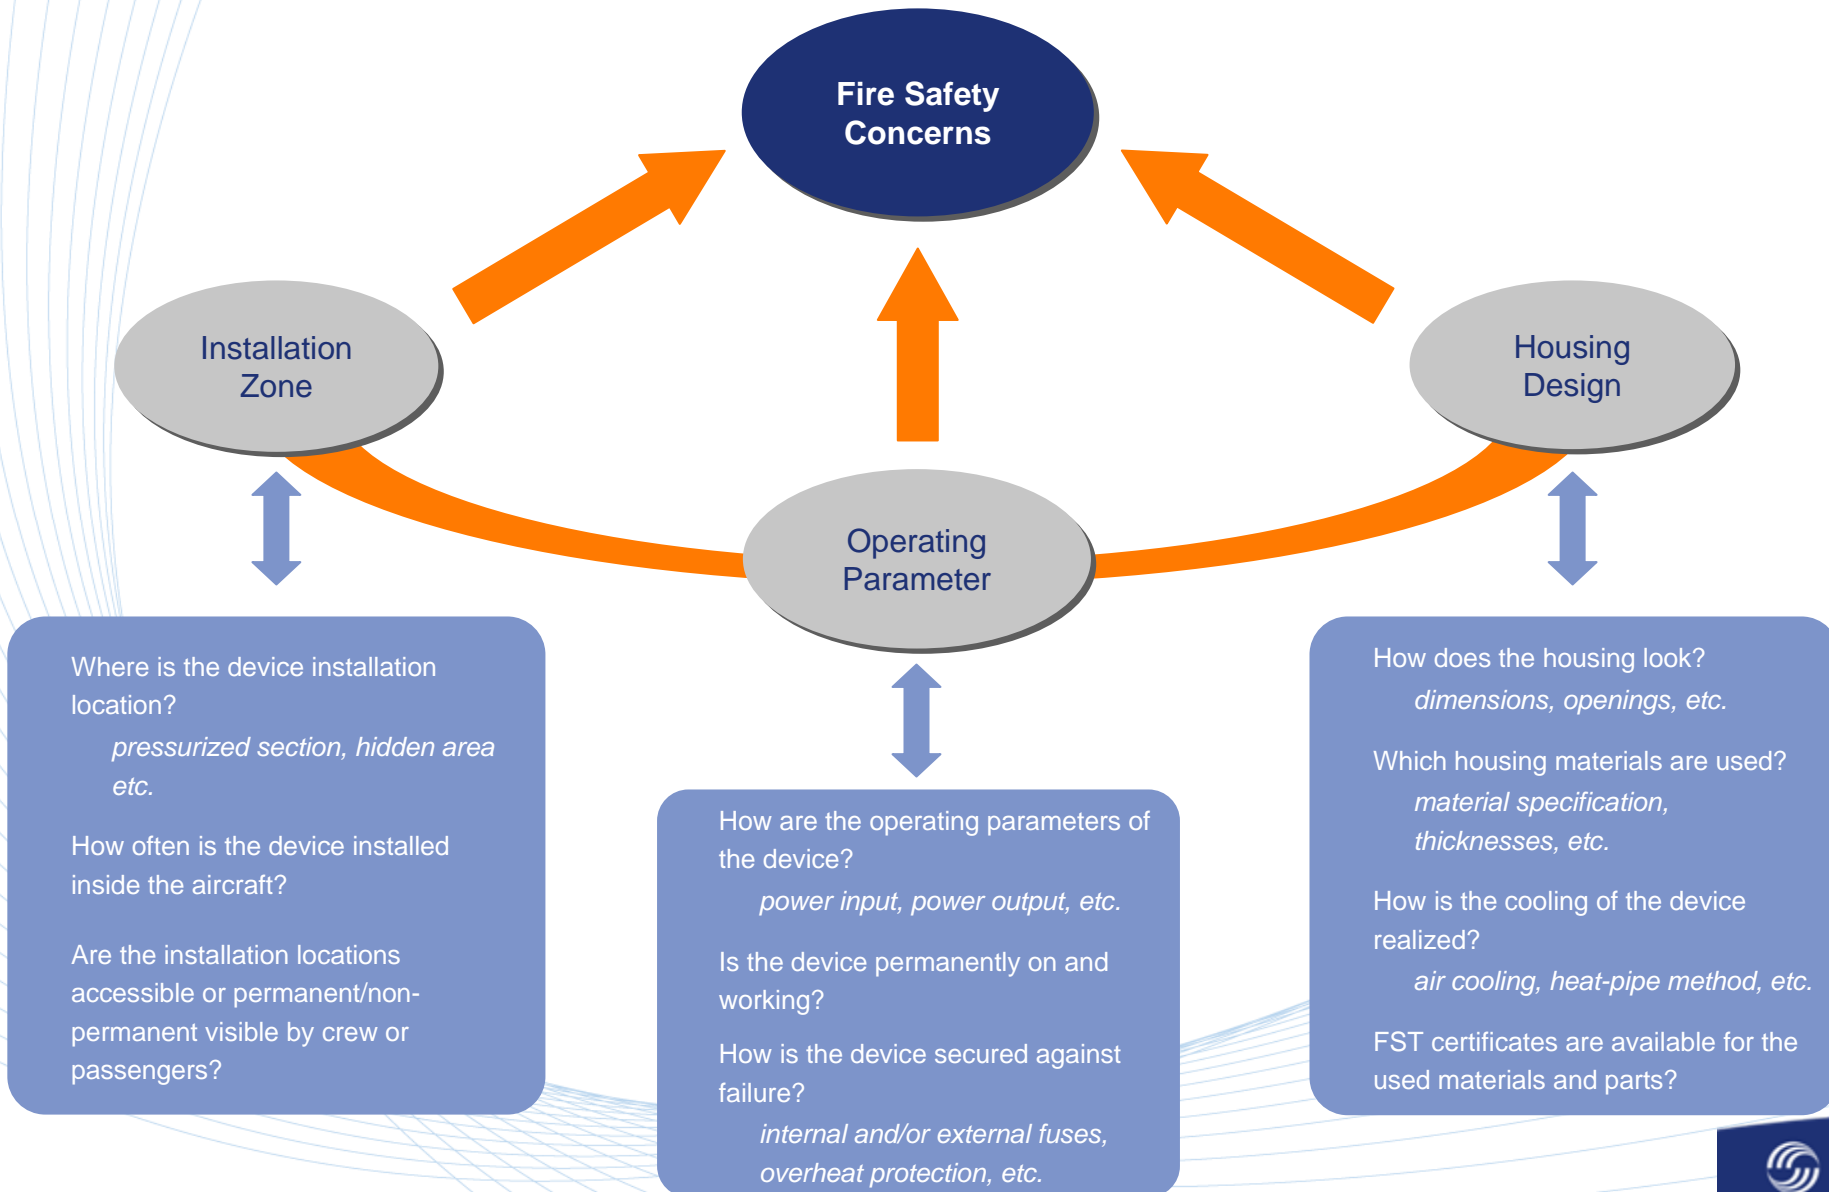 Fire Safety
Concerns
Installation
Zone
Housing
Design
Operating
Parameter
Where is the device installation
location?
pressurized section, hidden area
etc.
How often is the device installed
inside the aircraft?
Are the installation locations
accessible or permanent/non-
permanent visible by crew or
passengers?
How are the operating parameters of
the device?
power input, power output, etc.
Is the device permanently on and
working?
How is the device secured against
failure?
internal and/or external fuses,
overheat protection, etc.
How does the housing look?
dimensions, openings, etc.
Which housing materials are used?
material specification,
thicknesses, etc.
How is the cooling of the device
realized?
air cooling, heat-pipe method, etc.
FST certificates are available for the
used materials and parts?